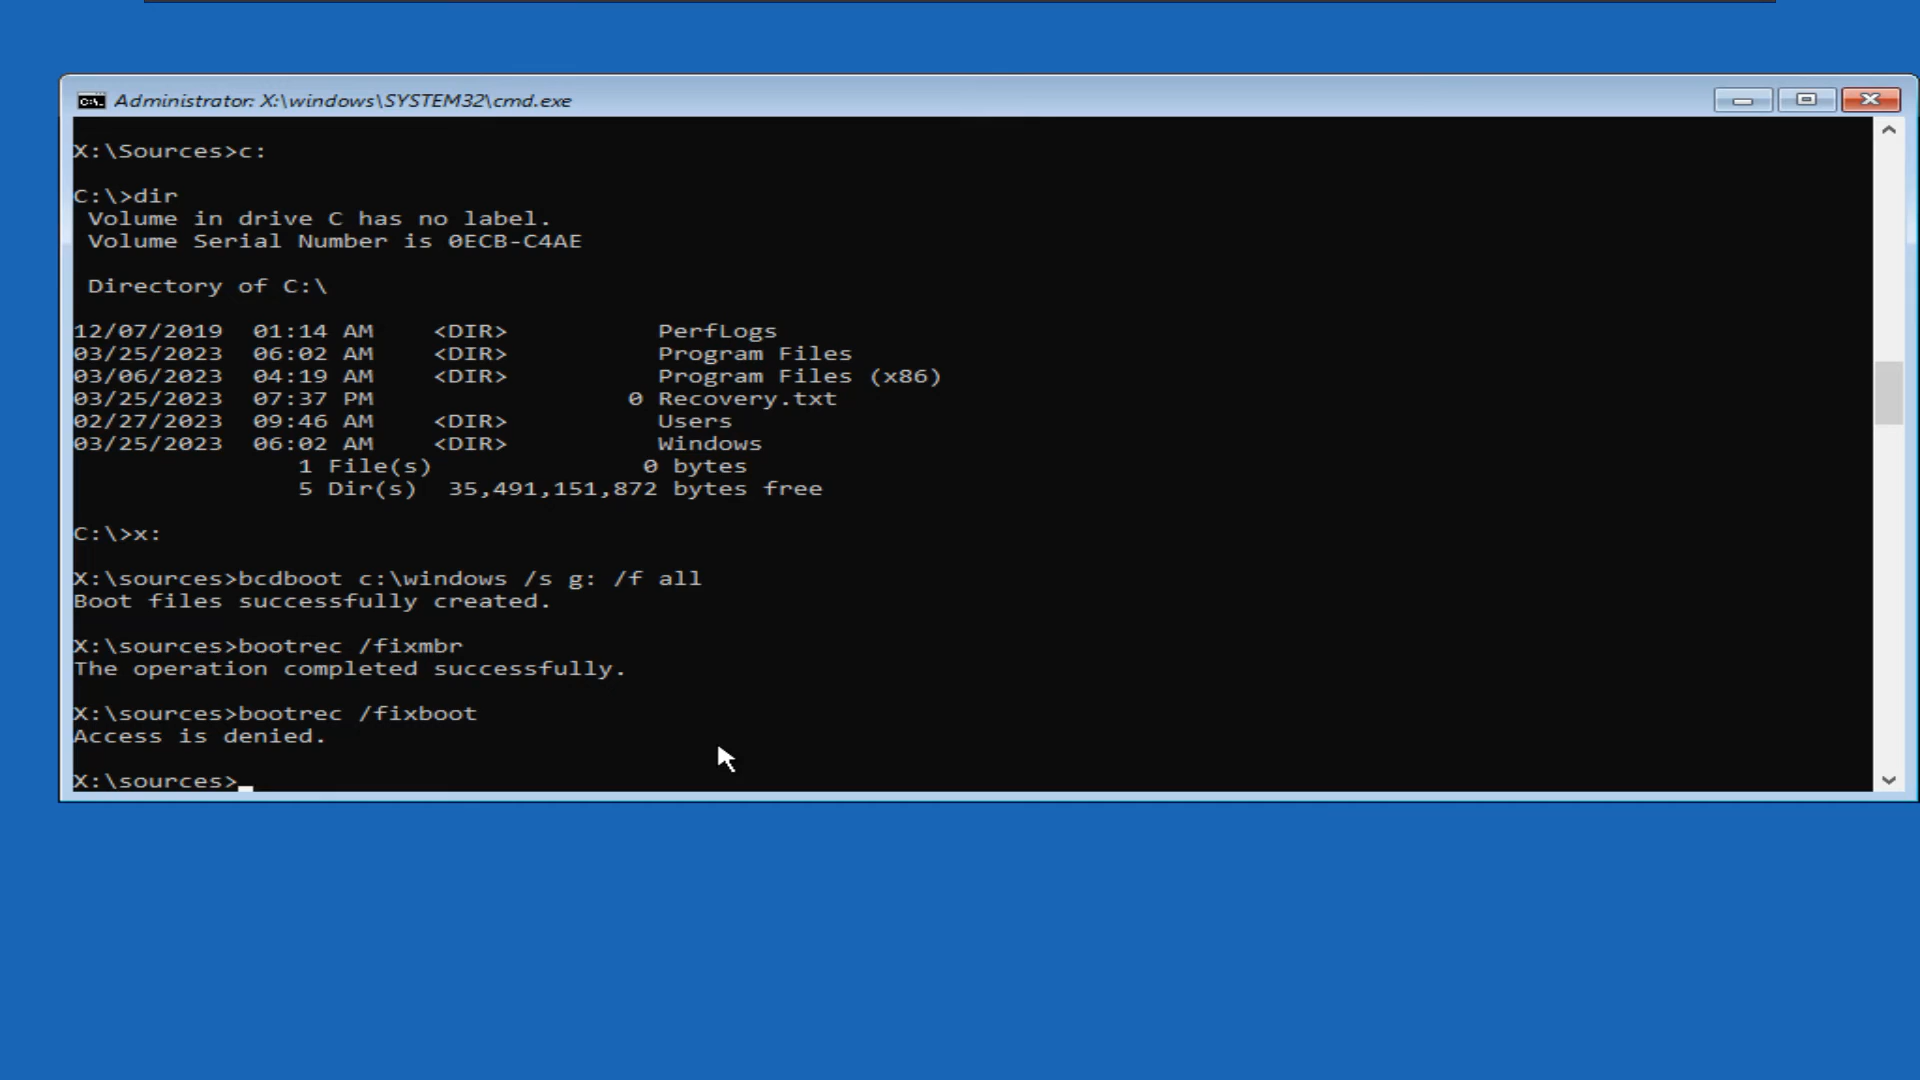 Administrator: X:\windows\SYSTEM32\cmd.exe
X:\Sources>c:
C:\>dir
Volume in drive C has no label.
Volume Serial Number is 0ECB-C4AE
Directory of C:\
12/07/2019  01:14 AM    <DIR>          PerfLogs
03/25/2023  06:02 AM    <DIR>          Program Files
03/06/2023  04:19 AM    <DIR>          Program Files (x86)
03/25/2023  07:37 PM                 0 Recovery.txt
02/27/2023  09:46 AM    <DIR>          Users
03/25/2023  06:02 AM    <DIR>          Windows
1 File(s)              0 bytes
5 Dir(s)  35,491,151,872 bytes free
C:\>x:
X:\sources>bcdboot c:\windows /s g: /f all
Boot files successfully created.
X:\sources>bootrec /fixmbr
The operation completed successfully.
X:\sources>bootrec /fixboot
Access is denied.
X:\sources>